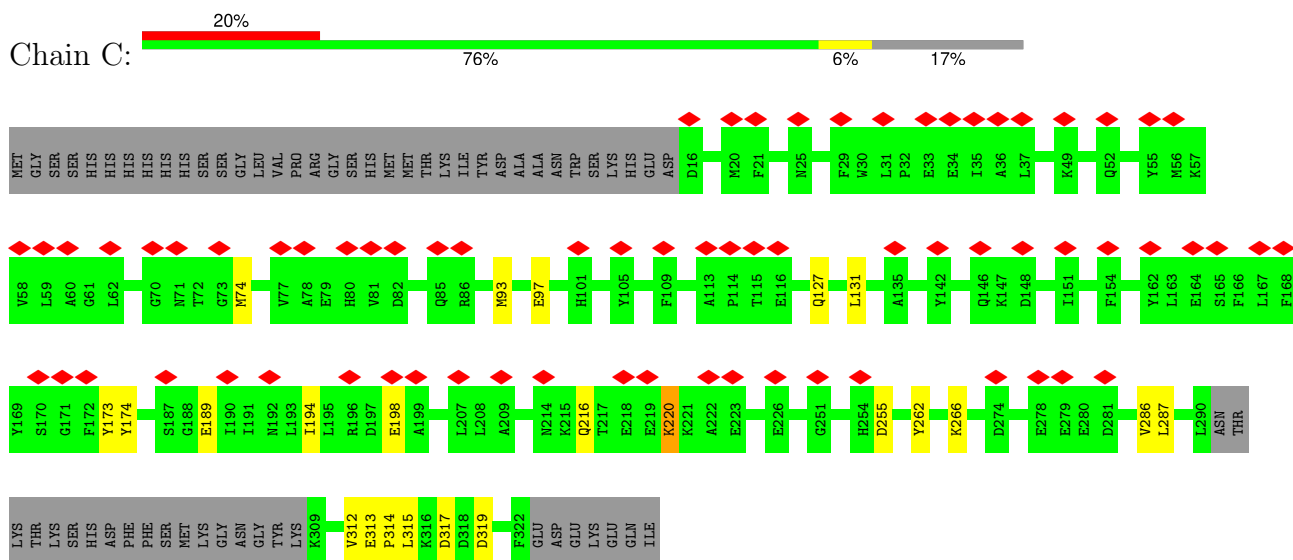 20%
Chain C:
76% 6% 17%
MET GLY SER SER HIS HIS HIS HIS HIS HIS SER SER GLY LEU VAL PRO ARG GLY SER HIS MET MET THR LYS ILE TYR ASP ALA ALA ASN TRP SER LYS HIS GLU ASP D16 M20 F21 N25 F29 W30 L31 P32 E33 E34 I35 A36 L37 K49 Q52 Y55 M56 K57
V58 L59 A60 G61 L62 G70 N71 T72 G73 M74 V77 A78 E79 H80 V81 D82 Q85 R86 M93 E97 H101 Y105 F109 A113 P114 T115 E116 Q127 L131 A135 Y142 Q146 K147 D148 I151 F154 Y162 L163 E164 S165 F166 L167 F168
Y169 S170 G171 F172 Y173 Y174 S187 G188 E189 I190 I191 N192 L193 I194 L195 R196 D197 E198 A199 L207 L208 A209 N214 K215 Q216 T217 E218 E219 K220 K221 A222 E223 E226 G251 H254 D255 Y262 K266 D274 E278 E279 E280 D281 V286 L287 L290 ASN THR
LYS THR LYS SER HIS ASP PHE PHE SER MET LYS GLY ASN GLY TYR LYS K309 V312 E313 P314 L315 K316 D317 D318 D319 F322 GLU ASP GLU LYS GLU GLN ILE